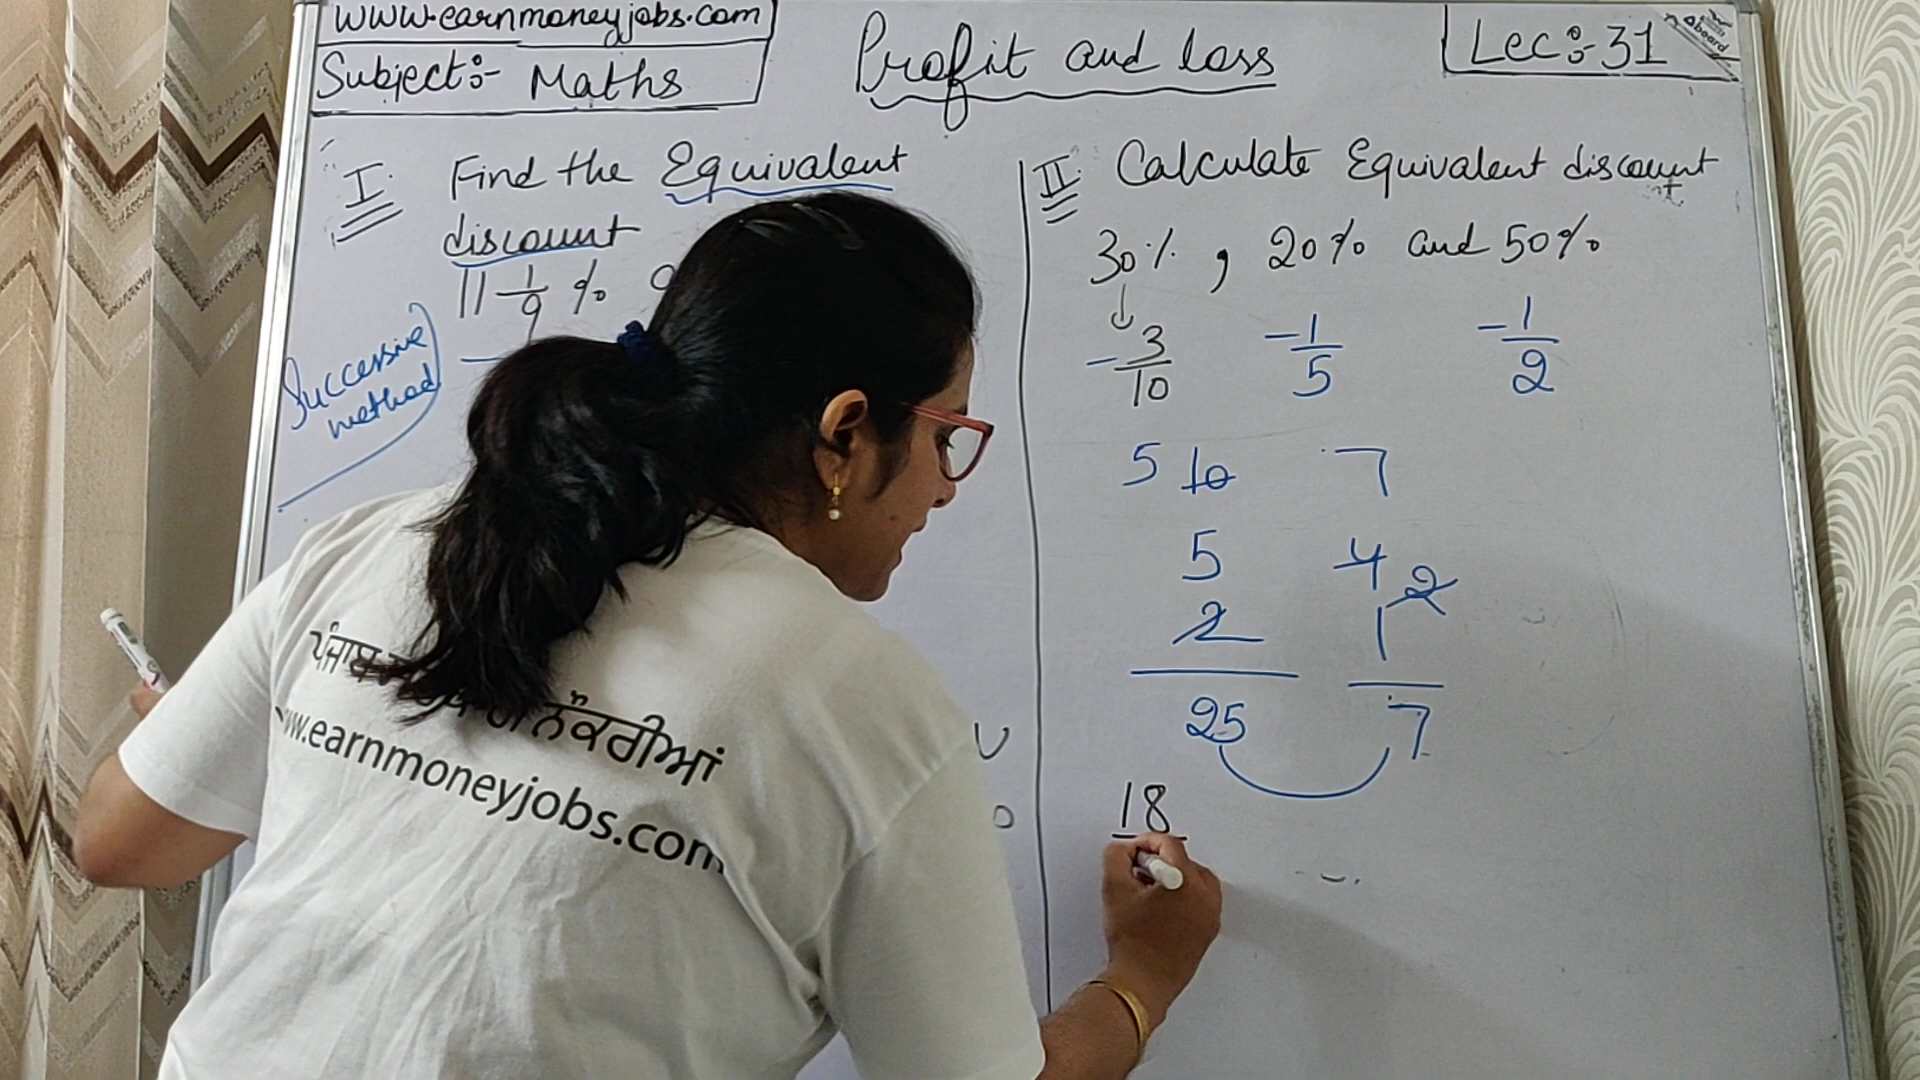 www.earnmoneyjobs.com
Subject:- Maths
Profit and loss
Lec:- 31
Aboard
I. Find the Equivalent
discount
11 1/9 %
Successive
method
II. Calculate Equivalent discount
30% , 20% and 50%
-3/10 -1/5 -1/2
5 10 7
5 4 2
2 1
25 7
18
ਨੌਕਰੀਆਂ
www.earnmoneyjobs.com